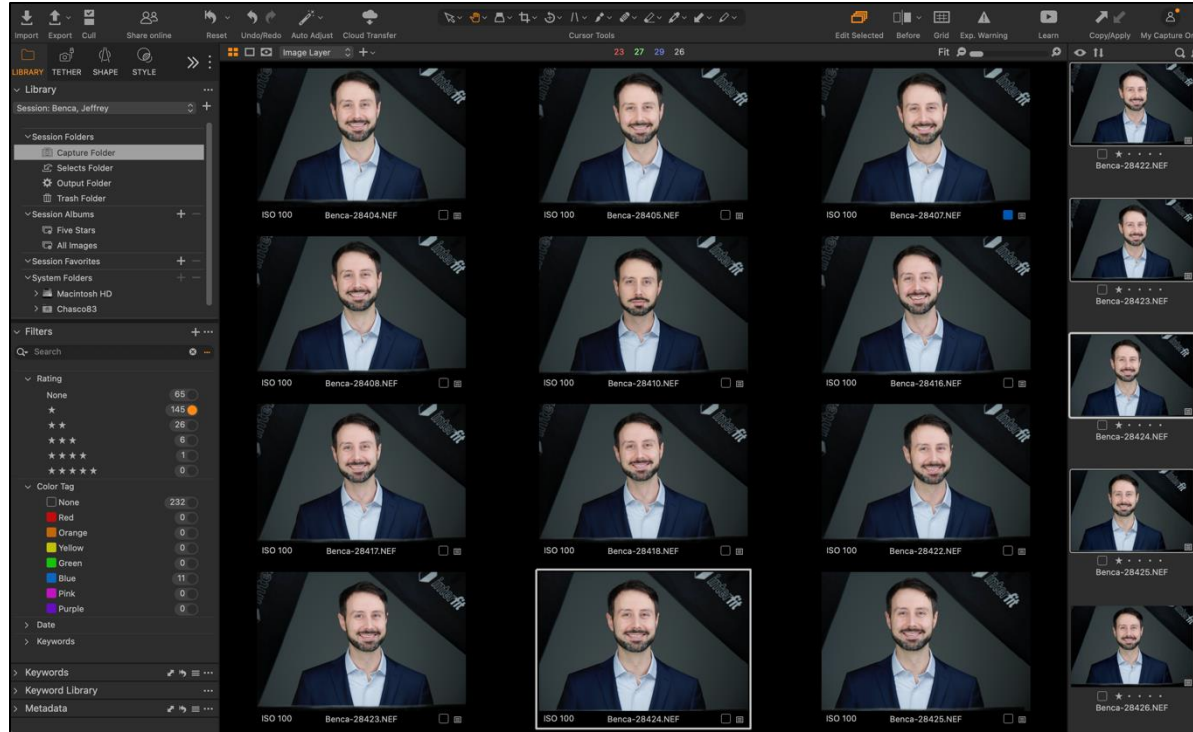 Import Export Cull Share online Reset Undo/Redo Auto Adjust Cloud Transfer Cursor Tools Edit Selected Before Grid Exp. Warning Learn Copy/Apply My Capture On
LIBRARY TETHER SHAPE STYLE
Image Layer
23 27 29 26
Fit
Library
Session: Benca, Jeffrey
Session Folders
Capture Folder
Selects Folder
Output Folder
Trash Folder
Session Albums
Five Stars
All Images
Session Favorites
System Folders
Macintosh HD
Chasco83
Filters
Search
Rating
None 65
★ 145
★★ 26
★★★ 6
★★★★ 1
★★★★★ 0
Color Tag
None 232
Red 0
Orange 0
Yellow 0
Green 0
Blue 11
Pink 0
Purple 0
Date
Keywords
Keywords
Keyword Library
Metadata
Interfit
ISO 100 Benca-28404.NEF
ISO 100 Benca-28405.NEF
ISO 100 Benca-28407.NEF
ISO 100 Benca-28408.NEF
ISO 100 Benca-28410.NEF
ISO 100 Benca-28416.NEF
ISO 100 Benca-28417.NEF
ISO 100 Benca-28418.NEF
ISO 100 Benca-28422.NEF
ISO 100 Benca-28423.NEF
ISO 100 Benca-28424.NEF
ISO 100 Benca-28425.NEF
Benca-28422.NEF
Benca-28423.NEF
Benca-28424.NEF
Benca-28425.NEF
Benca-28426.NEF